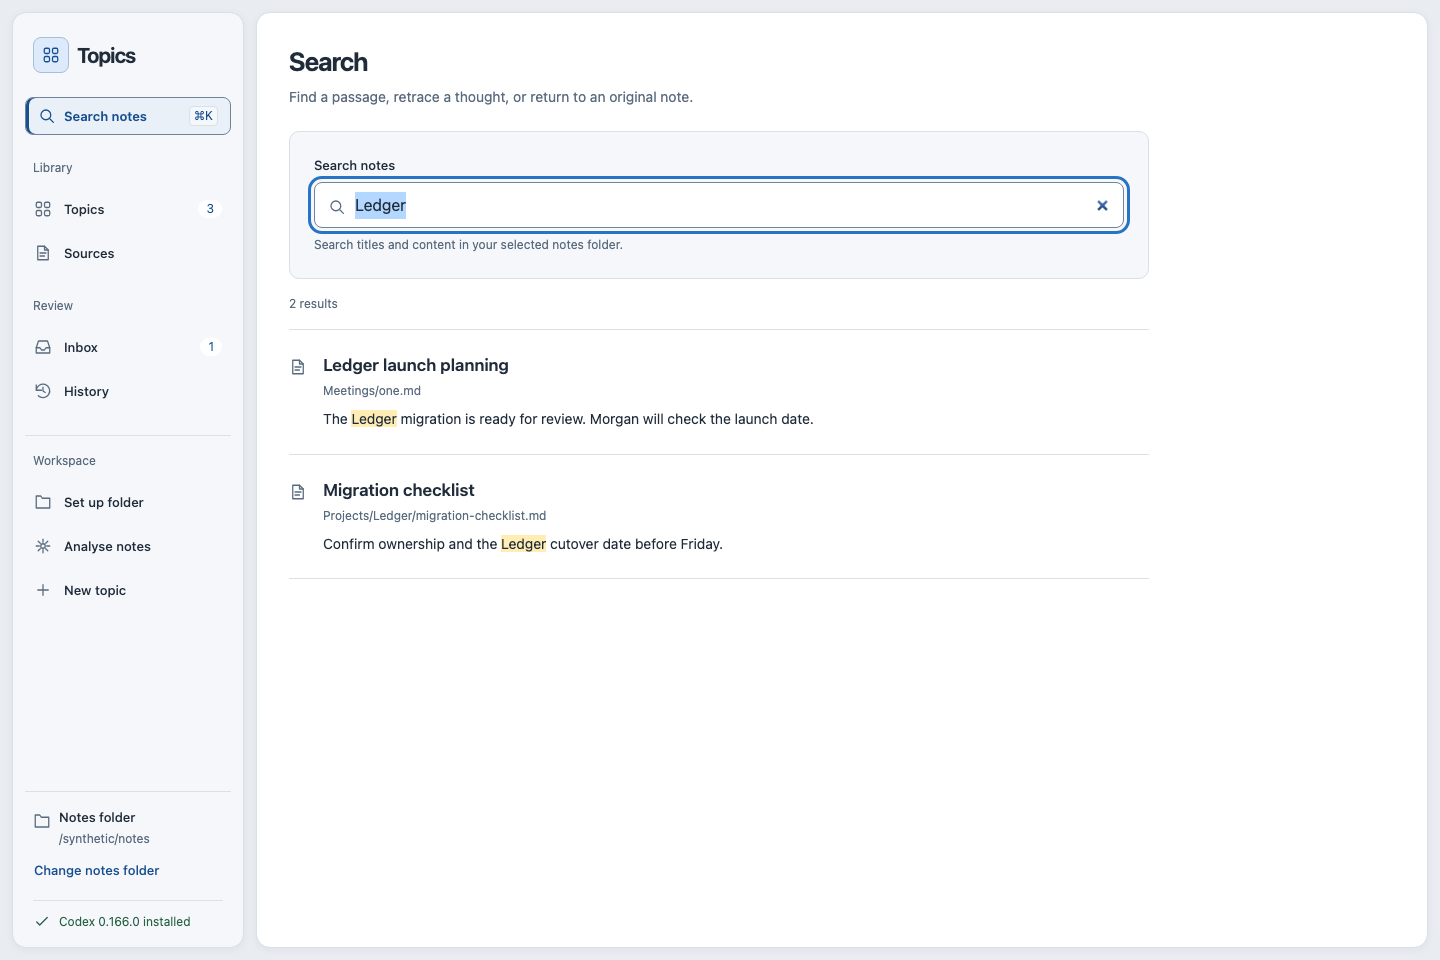 Topics
Search notes ⌘K
Library
Topics 3
Sources
Review
Inbox 1
History
Workspace
Set up folder
Analyse notes
New topic
Notes folder
/synthetic/notes
Change notes folder
Codex 0.166.0 installed
Search
Find a passage, retrace a thought, or return to an original note.
Search notes
Ledger
Search titles and content in your selected notes folder.
2 results
Ledger launch planning
Meetings/one.md
The Ledger migration is ready for review. Morgan will check the launch date.
Migration checklist
Projects/Ledger/migration-checklist.md
Confirm ownership and the Ledger cutover date before Friday.